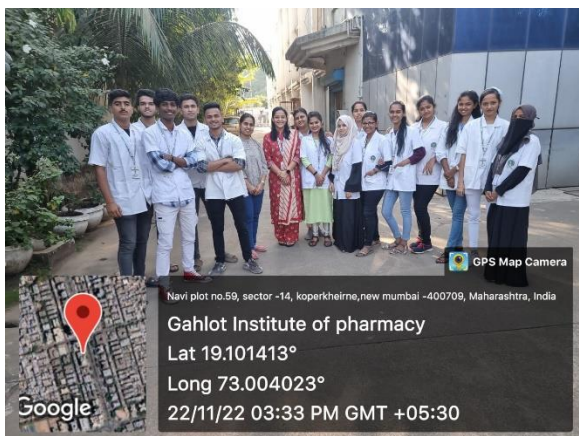 GPS Map Camera
Navi plot no.59, sector -14, koperkheirne,new mumbai -400709, Maharashtra, India
Gahlot Institute of pharmacy
Lat 19.101413°
Long 73.004023°
22/11/22 03:33 PM GMT +05:30
Google